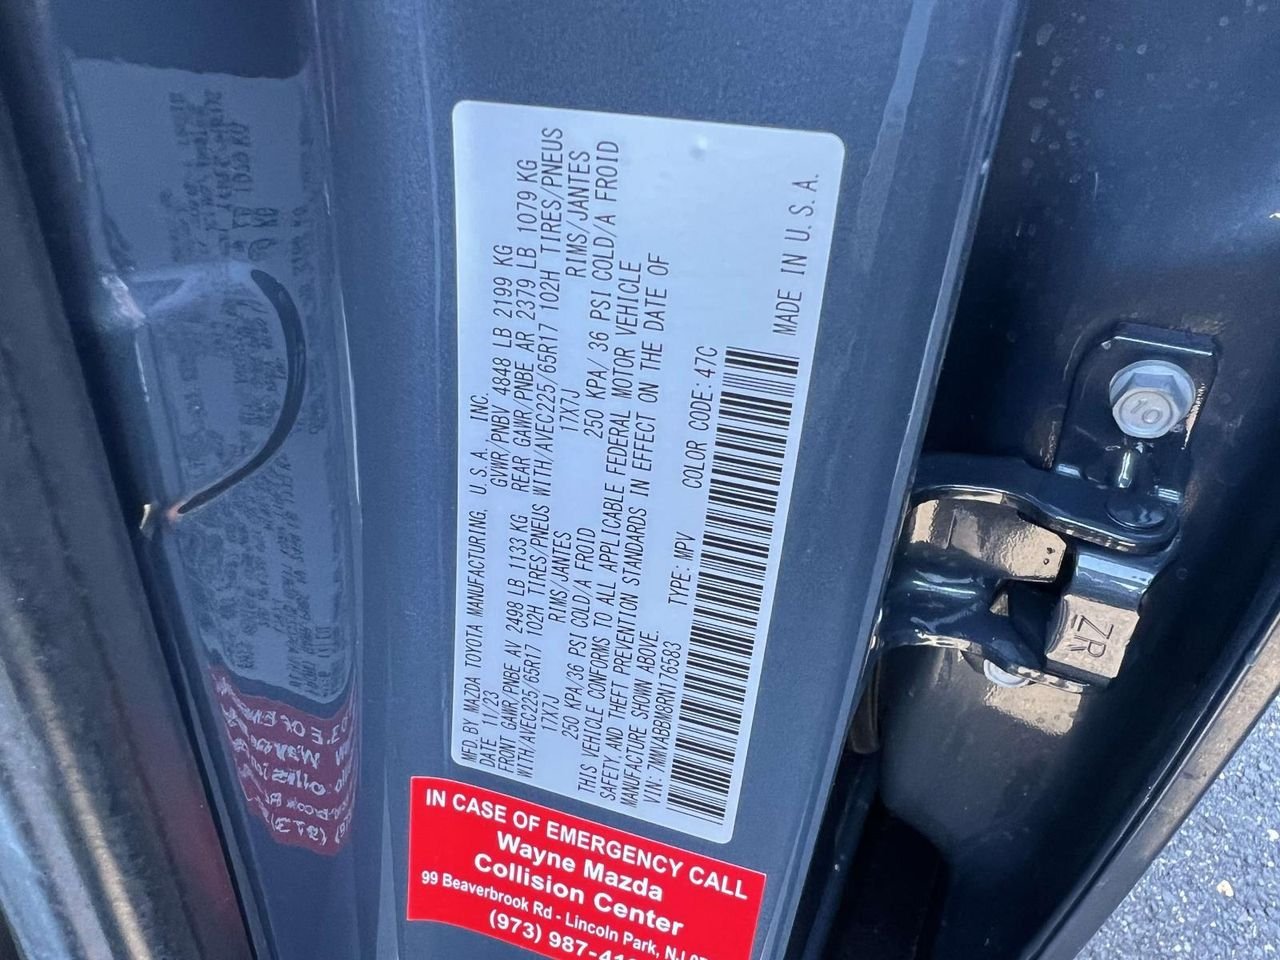 MFD BY MAZDA TOYOTA MANUFACTURING, U.S.A., INC.
DATE 11/23 GVWR/PNBV 4848 LB 2199 KG
FRONT GAWR/PNBE AV 2498 LB 1133 KG REAR GAWR/PNBE AR 2379 LB 1079 KG
WITH/AVEC225/65R17 102H TIRES/PNEUS WITH/AVEC225/65R17 102H TIRES/PNEUS
17X7J RIMS/JANTES 17X7J RIMS/JANTES
250 KPA/36 PSI COLD/A FROID 250 KPA/ 36 PSI COLD/A FROID
THIS VEHICLE CONFORMS TO ALL APPLICABLE FEDERAL MOTOR VEHICLE
SAFETY, AND THEFT PREVENTION STANDARDS IN EFFECT ON THE DATE OF
MANUFACTURE SHOWN ABOVE.
VIN: 7MMVABBM8RN176583 TYPE: MPV COLOR CODE: 47C
MADE IN U.S.A.
IN CASE OF EMERGENCY CALL
Wayne Mazda
Collision Center
99 Beaverbrook Rd - Lincoln Park, NJ
(973) 987-
10
ZR